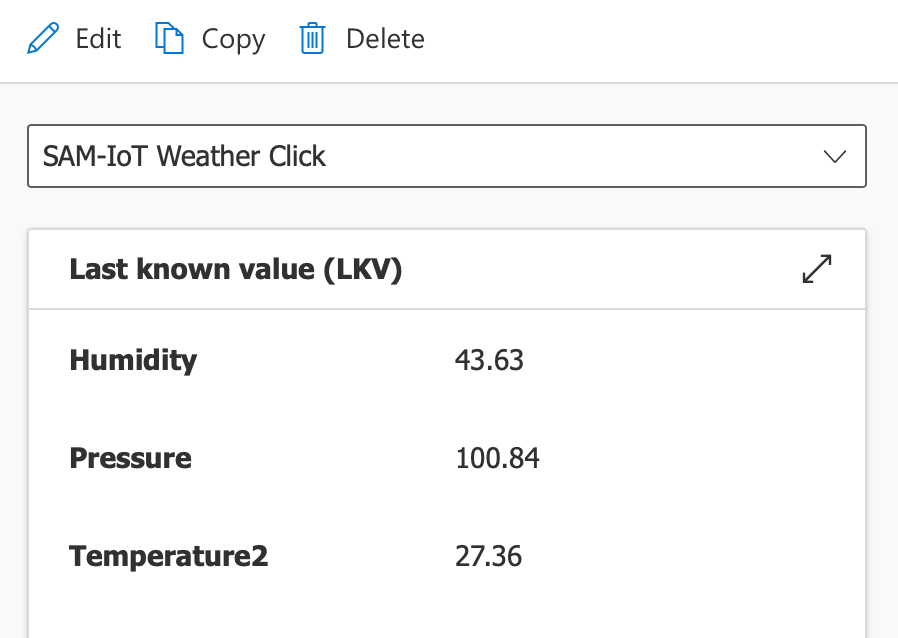 Edit Copy Delete
SAM-IoT Weather Click
Last known value (LKV)
Humidity 43.63
Pressure 100.84
Temperature2 27.36